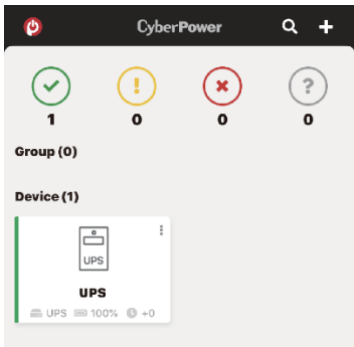 CyberPower
! ?
1 0 0 0
Group (0)
Device (1)
UPS
UPS
UPS 100% +0